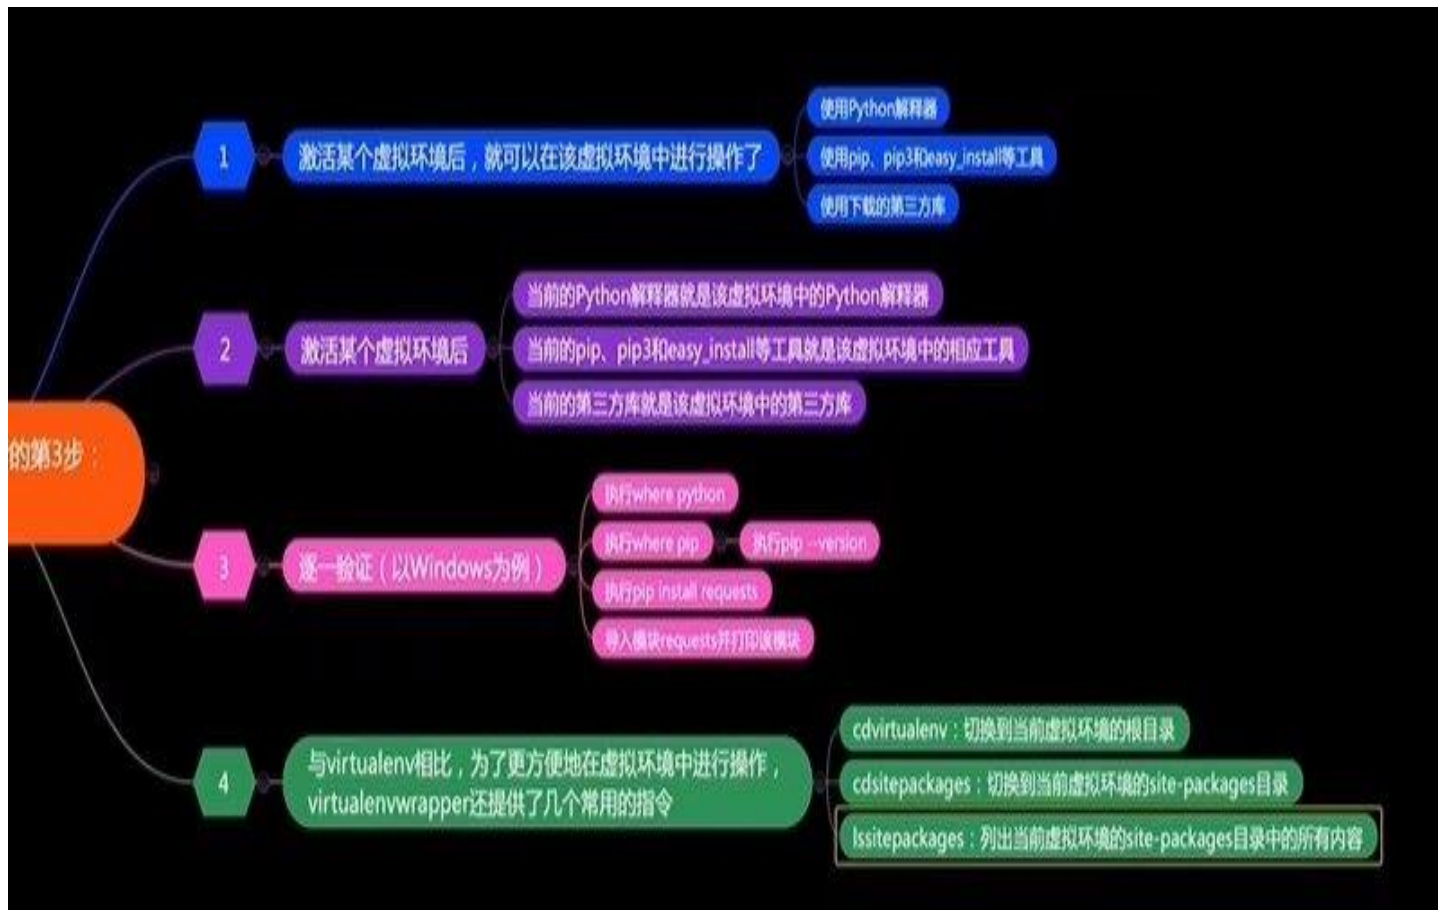 的第3步：
1
激活某个虚拟环境后，就可以在该虚拟环境中进行操作了
使用Python解释器
使用pip、pip3和easy_install等工具
使用下载的第三方库
2
激活某个虚拟环境后
当前的Python解释器就是该虚拟环境中的Python解释器
当前的pip、pip3和easy_install等工具就是该虚拟环境中的相应工具
当前的第三方库就是该虚拟环境中的第三方库
3
逐一验证（以Windows为例）
执行where python
执行where pip
执行pip --version
执行pip install requests
导入模块requests并打印该模块
4
与virtualenv相比，为了更方便地在虚拟环境中进行操作，
virtualenvwrapper还提供了几个常用的指令
cdvirtualenv：切换到当前虚拟环境的根目录
cdsitepackages：切换到当前虚拟环境的site-packages目录
lssitepackages：列出当前虚拟环境的site-packages目录中的所有内容